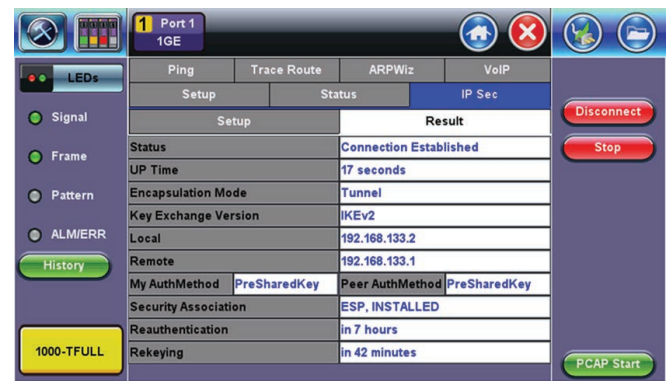 1 Port 1
1GE
LEDs
Signal
Frame
Pattern
ALM/ERR
History
1000-TFULL
Ping Trace Route ARPWiz VoIP
Setup Status IP Sec
Setup Result
Status Connection Established
UP Time 17 seconds
Encapsulation Mode Tunnel
Key Exchange Version IKEv2
Local 192.168.133.2
Remote 192.168.133.1
My AuthMethod PreSharedKey Peer AuthMethod PreSharedKey
Security Association ESP, INSTALLED
Reauthentication in 7 hours
Rekeying in 42 minutes
Disconnect
Stop
PCAP Start